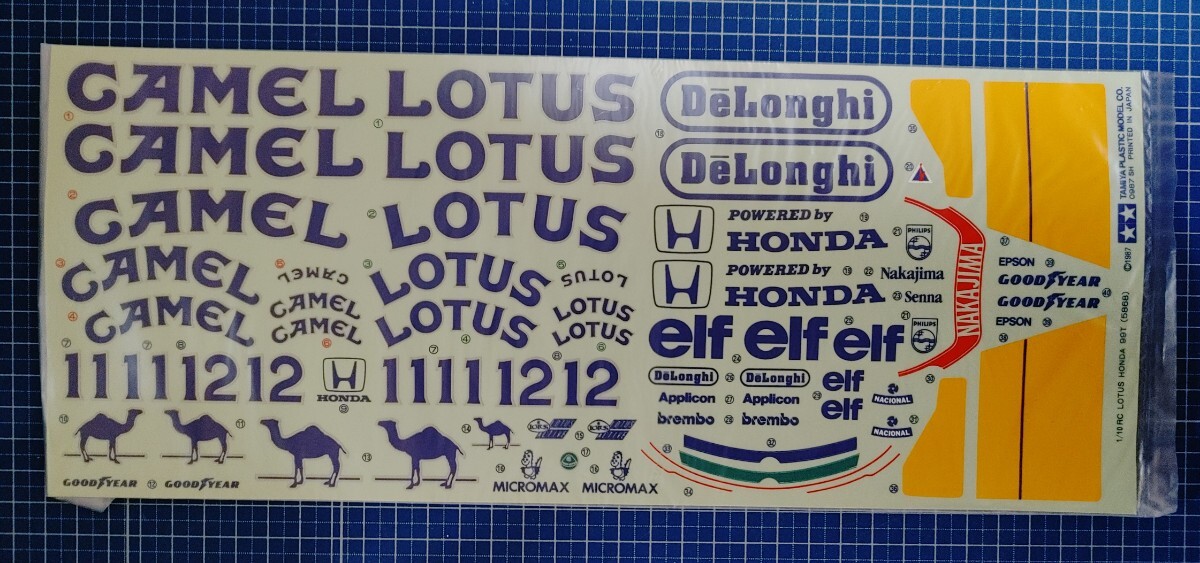 CAMEL LOTUS
CAMEL LOTUS
CAMEL LOTUS
CAMEL LOTUS
CAMEL LOTUS
CAMEL LOTUS
CAMEL LOTUS
CAMEL LOTUS
11 11 12 12
HONDA
11 11 12 12
GOODYEAR
GOODYEAR
MICROMAX
MICROMAX
DeLonghi
DeLonghi
POWERED by
HONDA
POWERED by
HONDA
PHILIPS
Nakajima
Senna
PHILIPS
NAKAJIMA
elf elf elf
DeLonghi DeLonghi
elf
elf
Applicon Applicon
brembo brembo
NACIONAL
NACIONAL
EPSON
GOODYEAR
GOODYEAR
EPSON
TAMIYA PLASTIC MODEL CO.
0987 SH PRINTED IN JAPAN
©1987
1/10 RC LOTUS HONDA 99T (5868)